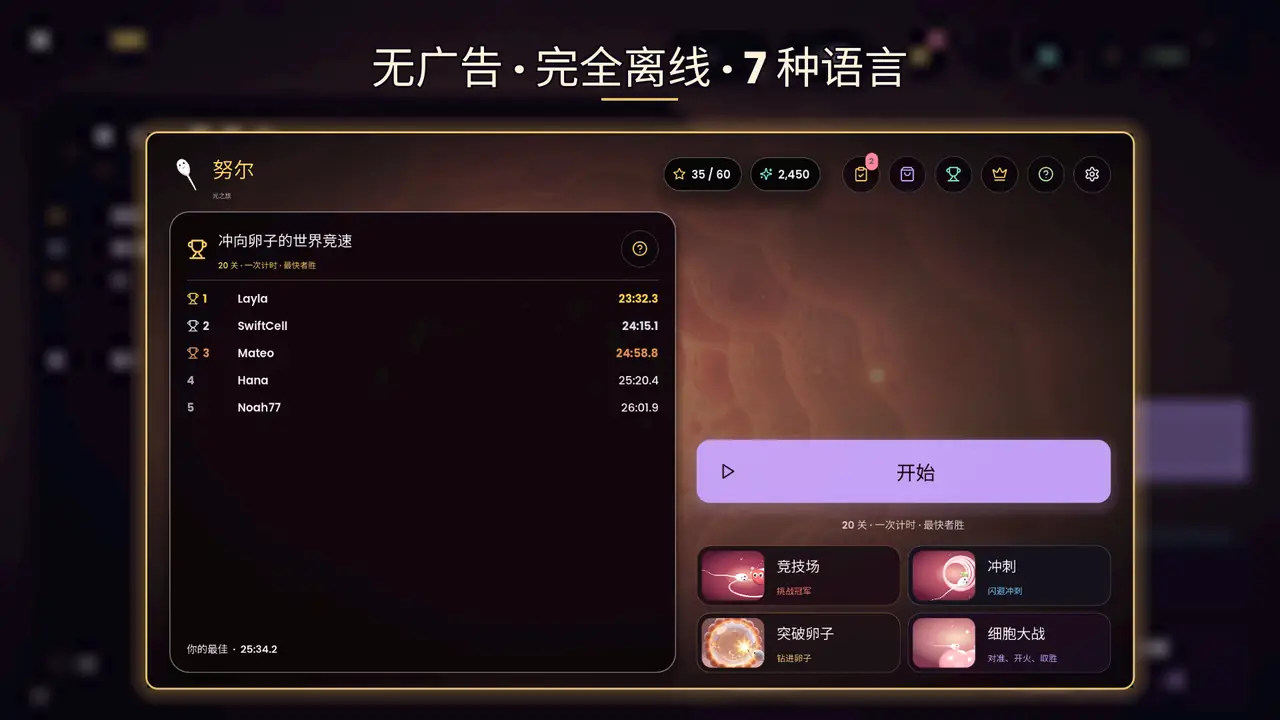 无广告 · 完全离线 · 7 种语言
努尔
光之旅
35 / 60
2,450
2
冲向卵子的世界竞速
20 关 · 一次计时 · 最快者胜
1 Layla 23:32.3
2 SwiftCell 24:15.1
3 Mateo 24:58.8
4 Hana 25:20.4
5 Noah77 26:01.9
你的最佳 · 25:34.2
开始
20 关 · 一次计时 · 最快者胜
竞技场
挑战冠军
冲刺
闪避冲刺
突破卵子
钻进卵子
细胞大战
对准、开火、取胜